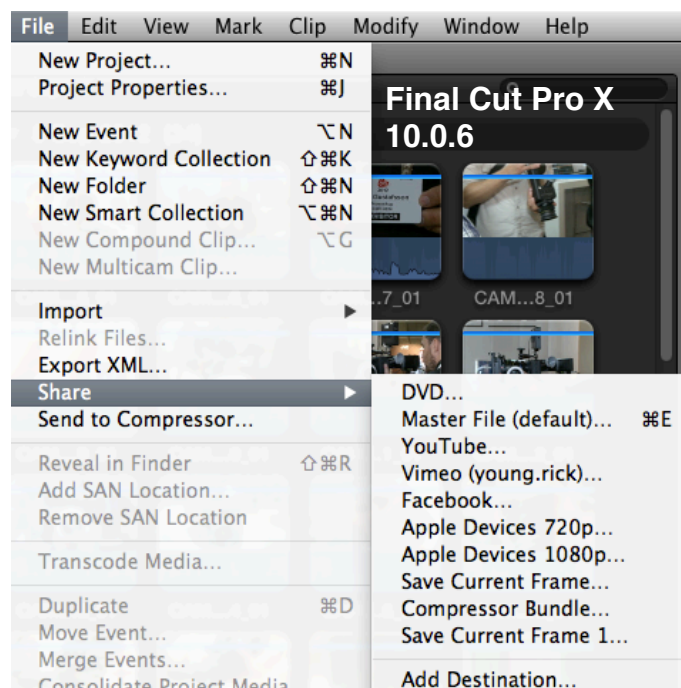 File Edit View Mark Clip Modify Window Help
New Project... ⌘N
Project Properties... ⌘J
Final Cut Pro X
10.0.6
New Event ⌥N
New Keyword Collection ⇧⌘K
New Folder ⇧⌘N
New Smart Collection ⌥⌘N
New Compound Clip... ⌥G
New Multicam Clip...
...7_01 CAM...8_01
Import
Relink Files...
Export XML...
Share
Send to Compressor...
Reveal in Finder ⇧⌘R
Add SAN Location...
Remove SAN Location
Transcode Media...
Duplicate ⌘D
Move Event...
Merge Events...
Consolidate Project Media
DVD...
Master File (default)... ⌘E
YouTube...
Vimeo (young.rick)...
Facebook...
Apple Devices 720p...
Apple Devices 1080p...
Save Current Frame...
Compressor Bundle...
Save Current Frame 1...
Add Destination...